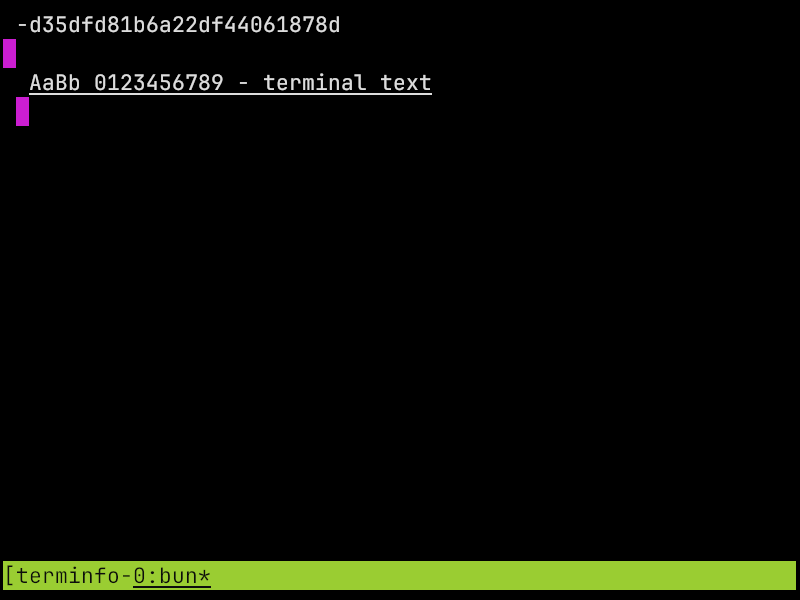 -d35dfd81b6a22df44061878d
AaBb 0123456789 - terminal text
[terminfo-0:bun*